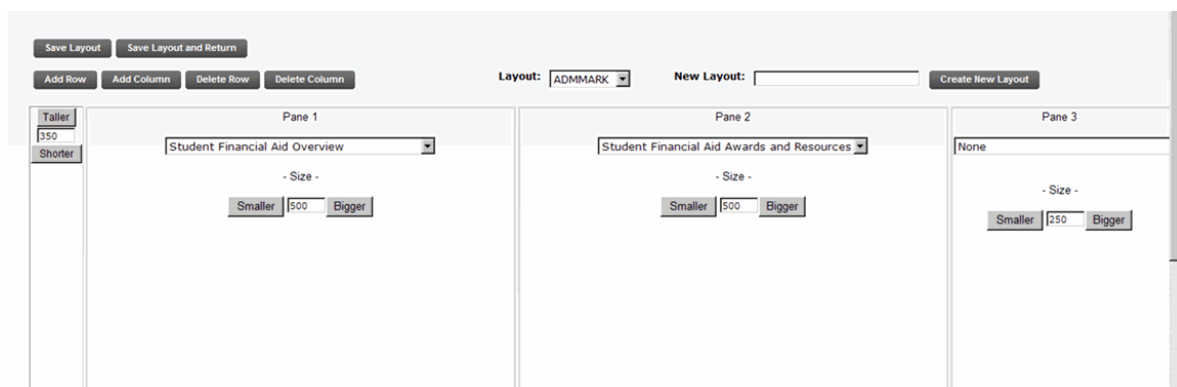 Save Layout Save Layout and Return
Add Row Add Column Delete Row Delete Column Layout: ADMMARK New Layout: Create New Layout
Taller Pane 1 Pane 2 Pane 3
350
Shorter Student Financial Aid Overview Student Financial Aid Awards and Resources None
- Size - - Size - - Size -
Smaller 500 Bigger Smaller 500 Bigger Smaller 250 Bigger